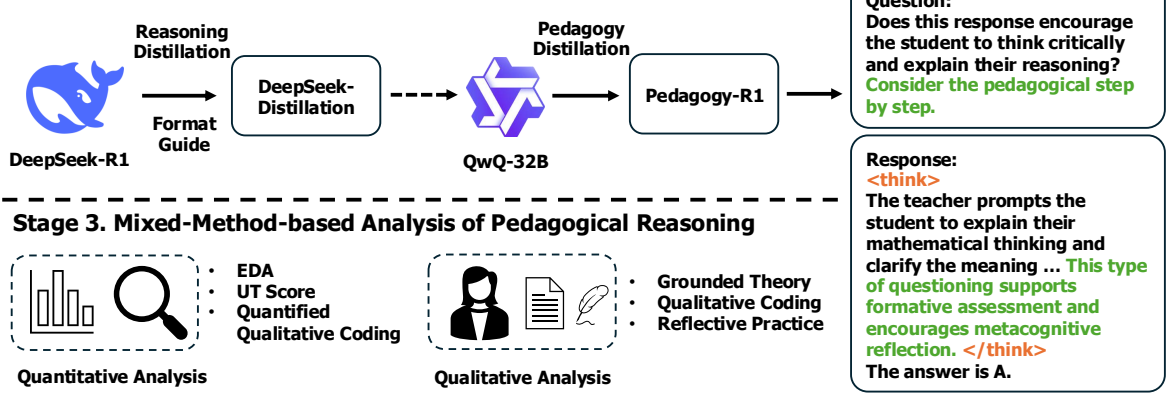 Reasoning
Distillation
Format
Guide
DeepSeek-R1
DeepSeek-
Distillation
QwQ-32B
Pedagogy
Distillation
Pedagogy-R1
Question:
Does this response encourage
the student to think critically
and explain their reasoning?
Consider the pedagogical step
by step.
Response:
<think>
The teacher prompts the
student to explain their
mathematical thinking and
clarify the meaning ... This type
of questioning supports
formative assessment and
encourages metacognitive
reflection. </think>
The answer is A.
Stage 3. Mixed-Method-based Analysis of Pedagogical Reasoning
• EDA
• UT Score
• Quantified
Qualitative Coding
Quantitative Analysis
• Grounded Theory
• Qualitative Coding
• Reflective Practice
Qualitative Analysis